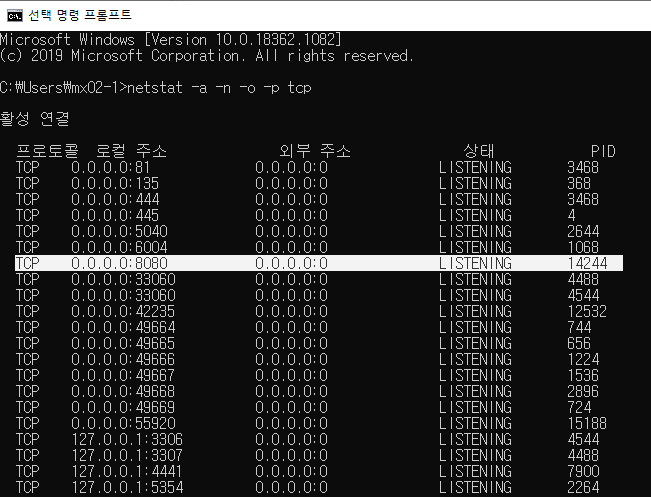 선택 명령 프롬프트
Microsoft Windows [Version 10.0.18362.1082]
(c) 2019 Microsoft Corporation. All rights reserved.
C:\Users\mx02-1>netstat -a -n -o -p tcp
활성 연결
프로토콜 로컬 주소 외부 주소 상태 PID
TCP 0.0.0.0:81 0.0.0.0:0 LISTENING 3468
TCP 0.0.0.0:135 0.0.0.0:0 LISTENING 368
TCP 0.0.0.0:444 0.0.0.0:0 LISTENING 3468
TCP 0.0.0.0:445 0.0.0.0:0 LISTENING 4
TCP 0.0.0.0:5040 0.0.0.0:0 LISTENING 2644
TCP 0.0.0.0:6004 0.0.0.0:0 LISTENING 1068
TCP 0.0.0.0:8080 0.0.0.0:0 LISTENING 14244
TCP 0.0.0.0:33060 0.0.0.0:0 LISTENING 4488
TCP 0.0.0.0:33060 0.0.0.0:0 LISTENING 4544
TCP 0.0.0.0:42235 0.0.0.0:0 LISTENING 12532
TCP 0.0.0.0:49664 0.0.0.0:0 LISTENING 744
TCP 0.0.0.0:49665 0.0.0.0:0 LISTENING 656
TCP 0.0.0.0:49666 0.0.0.0:0 LISTENING 1224
TCP 0.0.0.0:49667 0.0.0.0:0 LISTENING 1536
TCP 0.0.0.0:49668 0.0.0.0:0 LISTENING 2896
TCP 0.0.0.0:49669 0.0.0.0:0 LISTENING 724
TCP 0.0.0.0:55920 0.0.0.0:0 LISTENING 15188
TCP 127.0.0.1:3306 0.0.0.0:0 LISTENING 4544
TCP 127.0.0.1:3307 0.0.0.0:0 LISTENING 4488
TCP 127.0.0.1:4441 0.0.0.0:0 LISTENING 7900
TCP 127.0.0.1:5354 0.0.0.0:0 LISTENING 2264